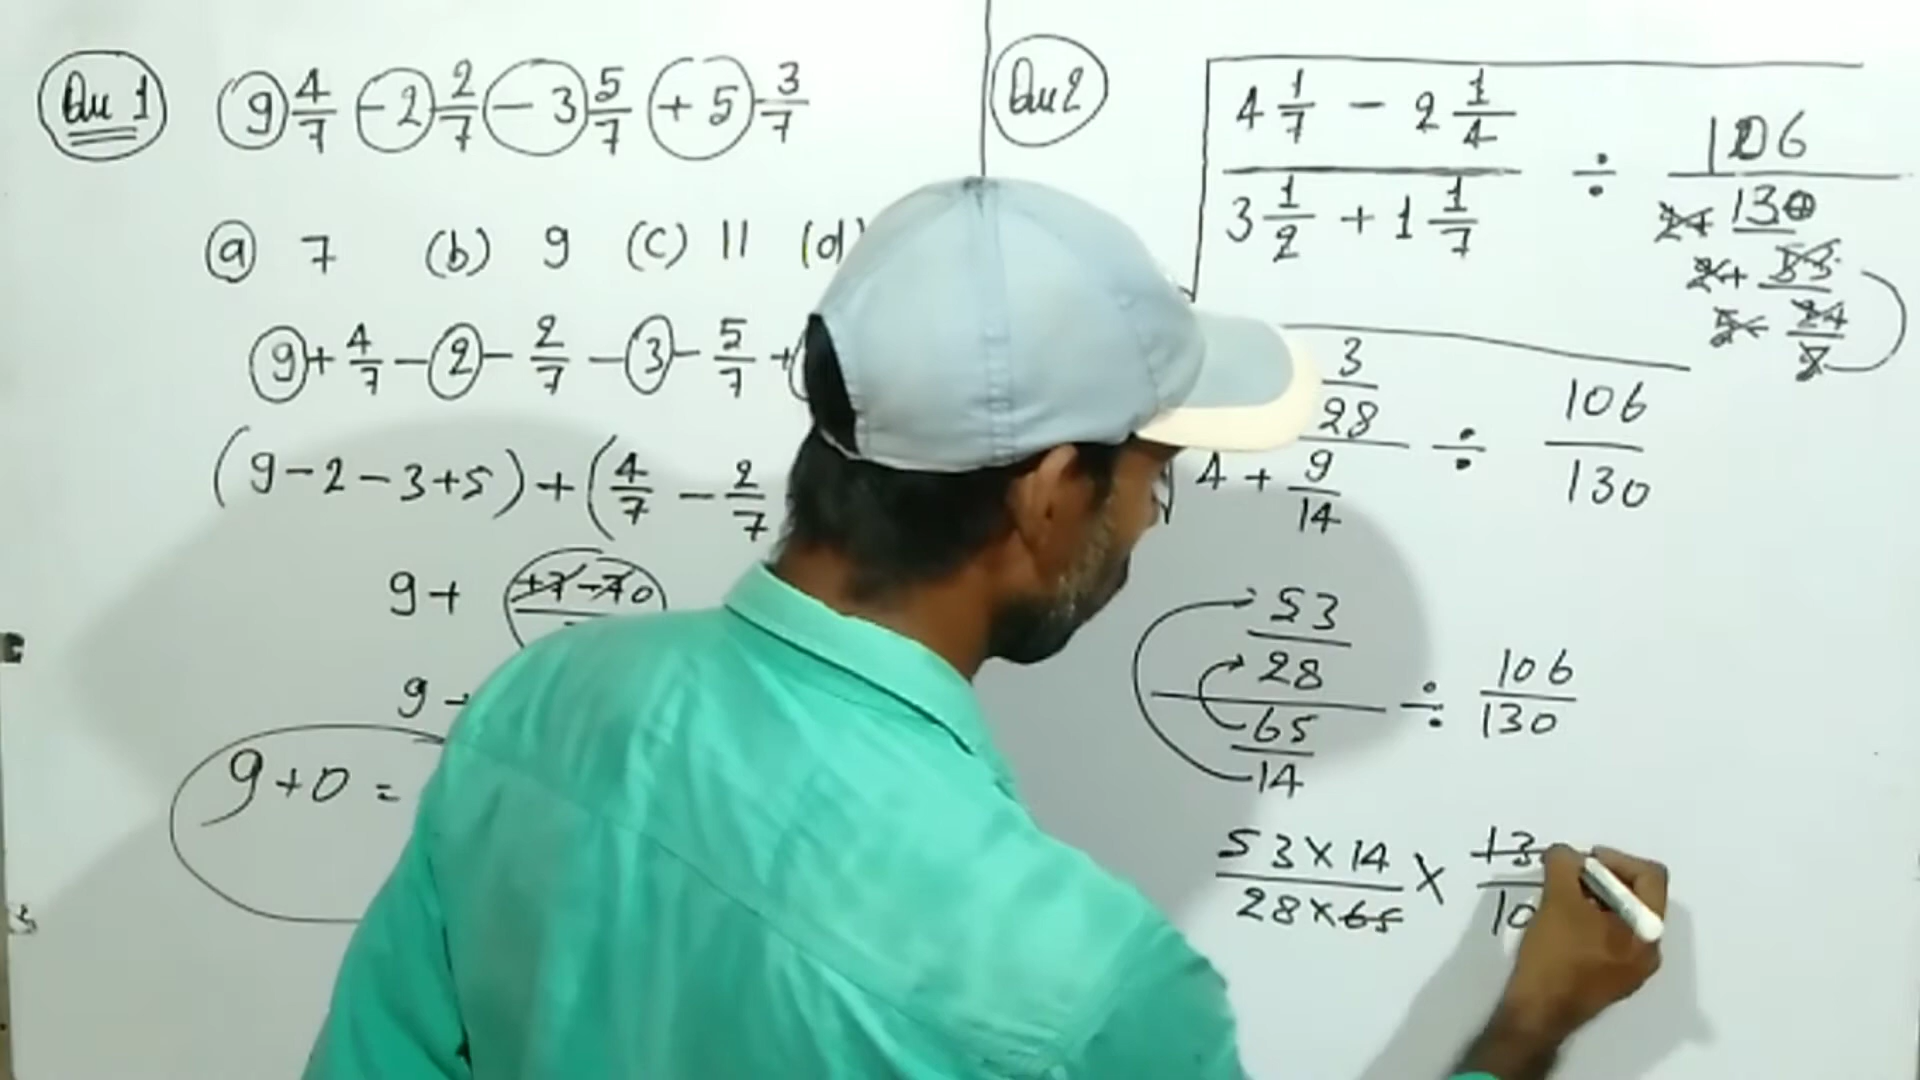 Qu 1 9 4/7 - 2 2/7 - 3 5/7 + 5 3/7
(a) 7 (b) 9 (c) 11 (d)
9 + 4/7 - 2 - 2/7 - 3 - 5/7 +
(9 - 2 - 3 + 5) + (4/7 - 2/7
9 + +7 - 7 0
9 +
9 + 0 =
Qu 2
4 1/7 - 2 1/4
3 1/2 + 1 1/7
÷
106
130
3/28
4 + 9/14
÷ 106/130
53
28
65
14
÷ 106/130
53 × 14
28 × 65
× 13
10